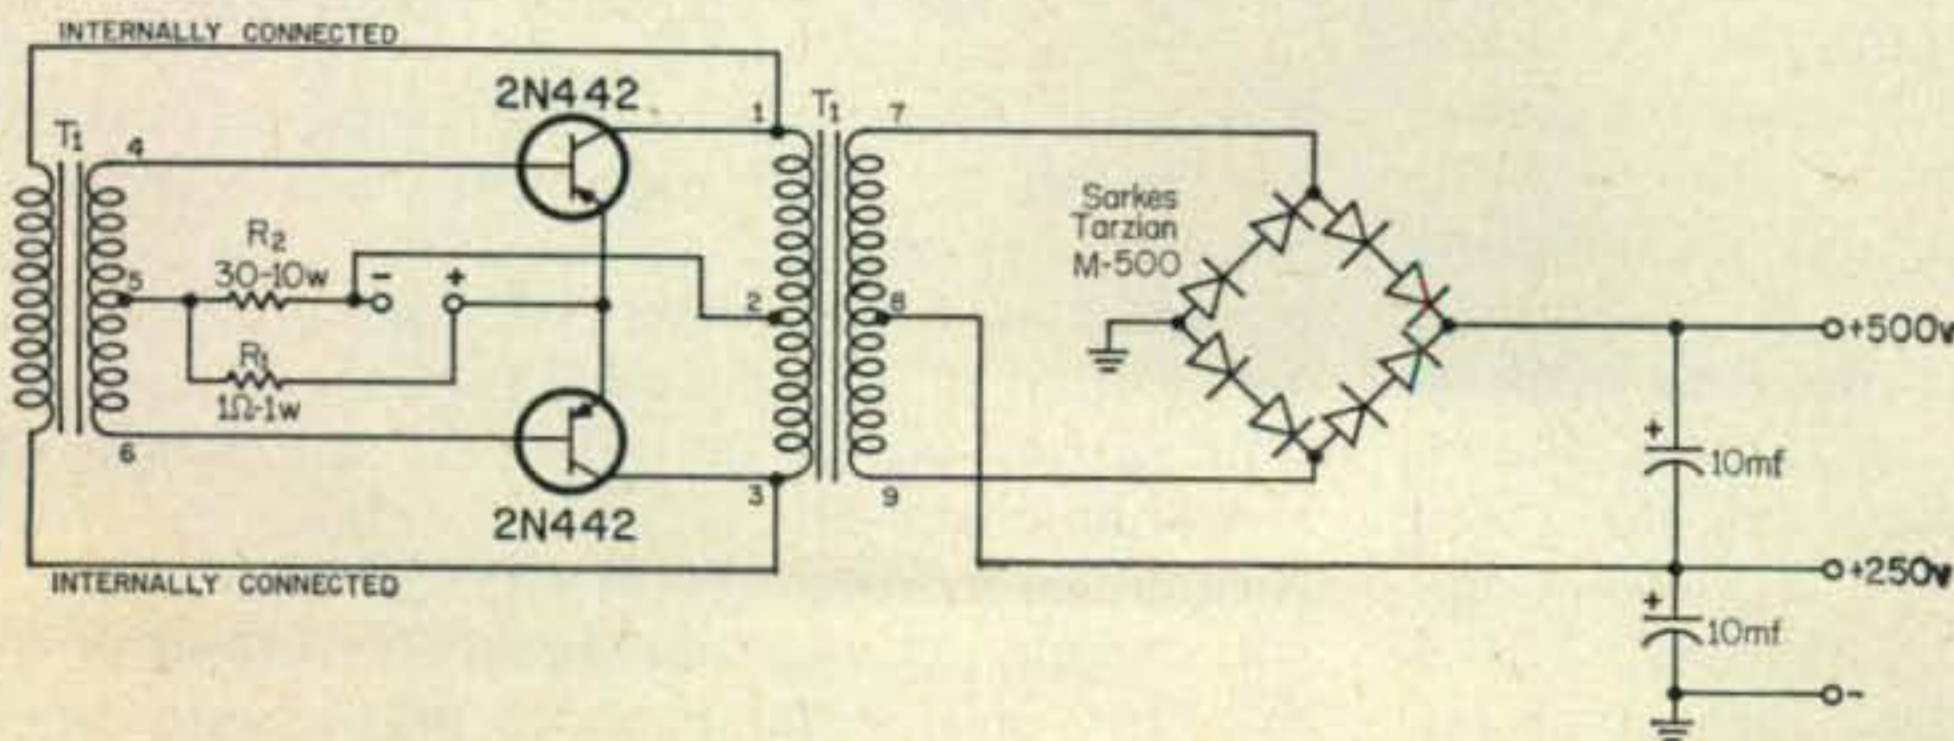 INTERNALLY CONNECTED
2N442
1
T1
7
T1
4
Sarkes
Tarzian
M-500
R2
30-10w
5
-
+
2
8
+500v
R1
1Ω-1w
+
10mf
6
3
9
2N442
INTERNALLY CONNECTED
+250v
+
10mf
-